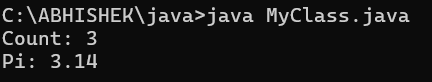 C:\ABHISHEK\java>java MyClass.java
Count: 3
Pi: 3.14